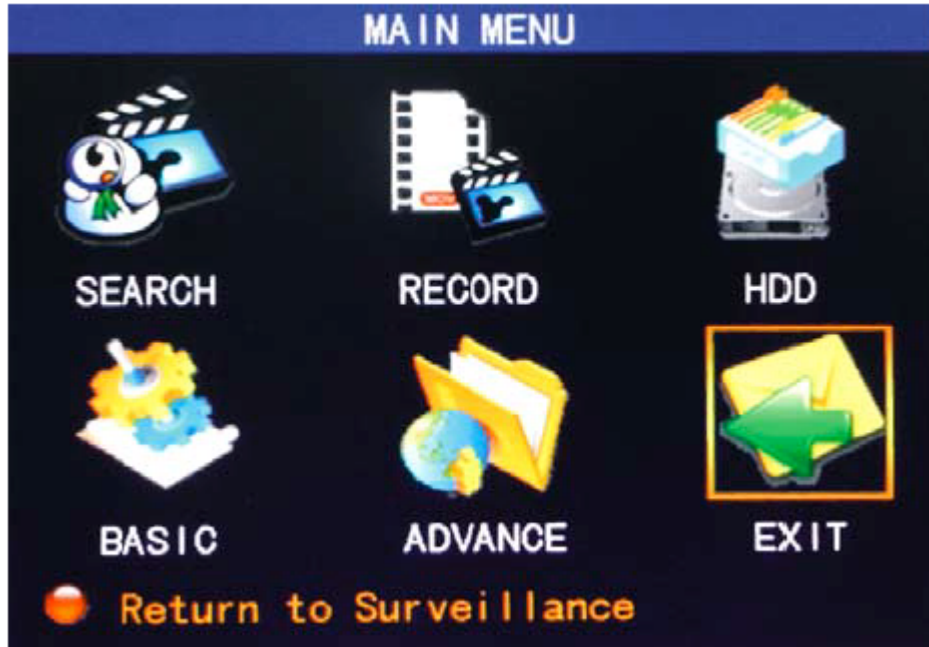 MAIN MENU
SEARCH
RECORD
HDD
BASIC
ADVANCE
EXIT
Return to Surveillance